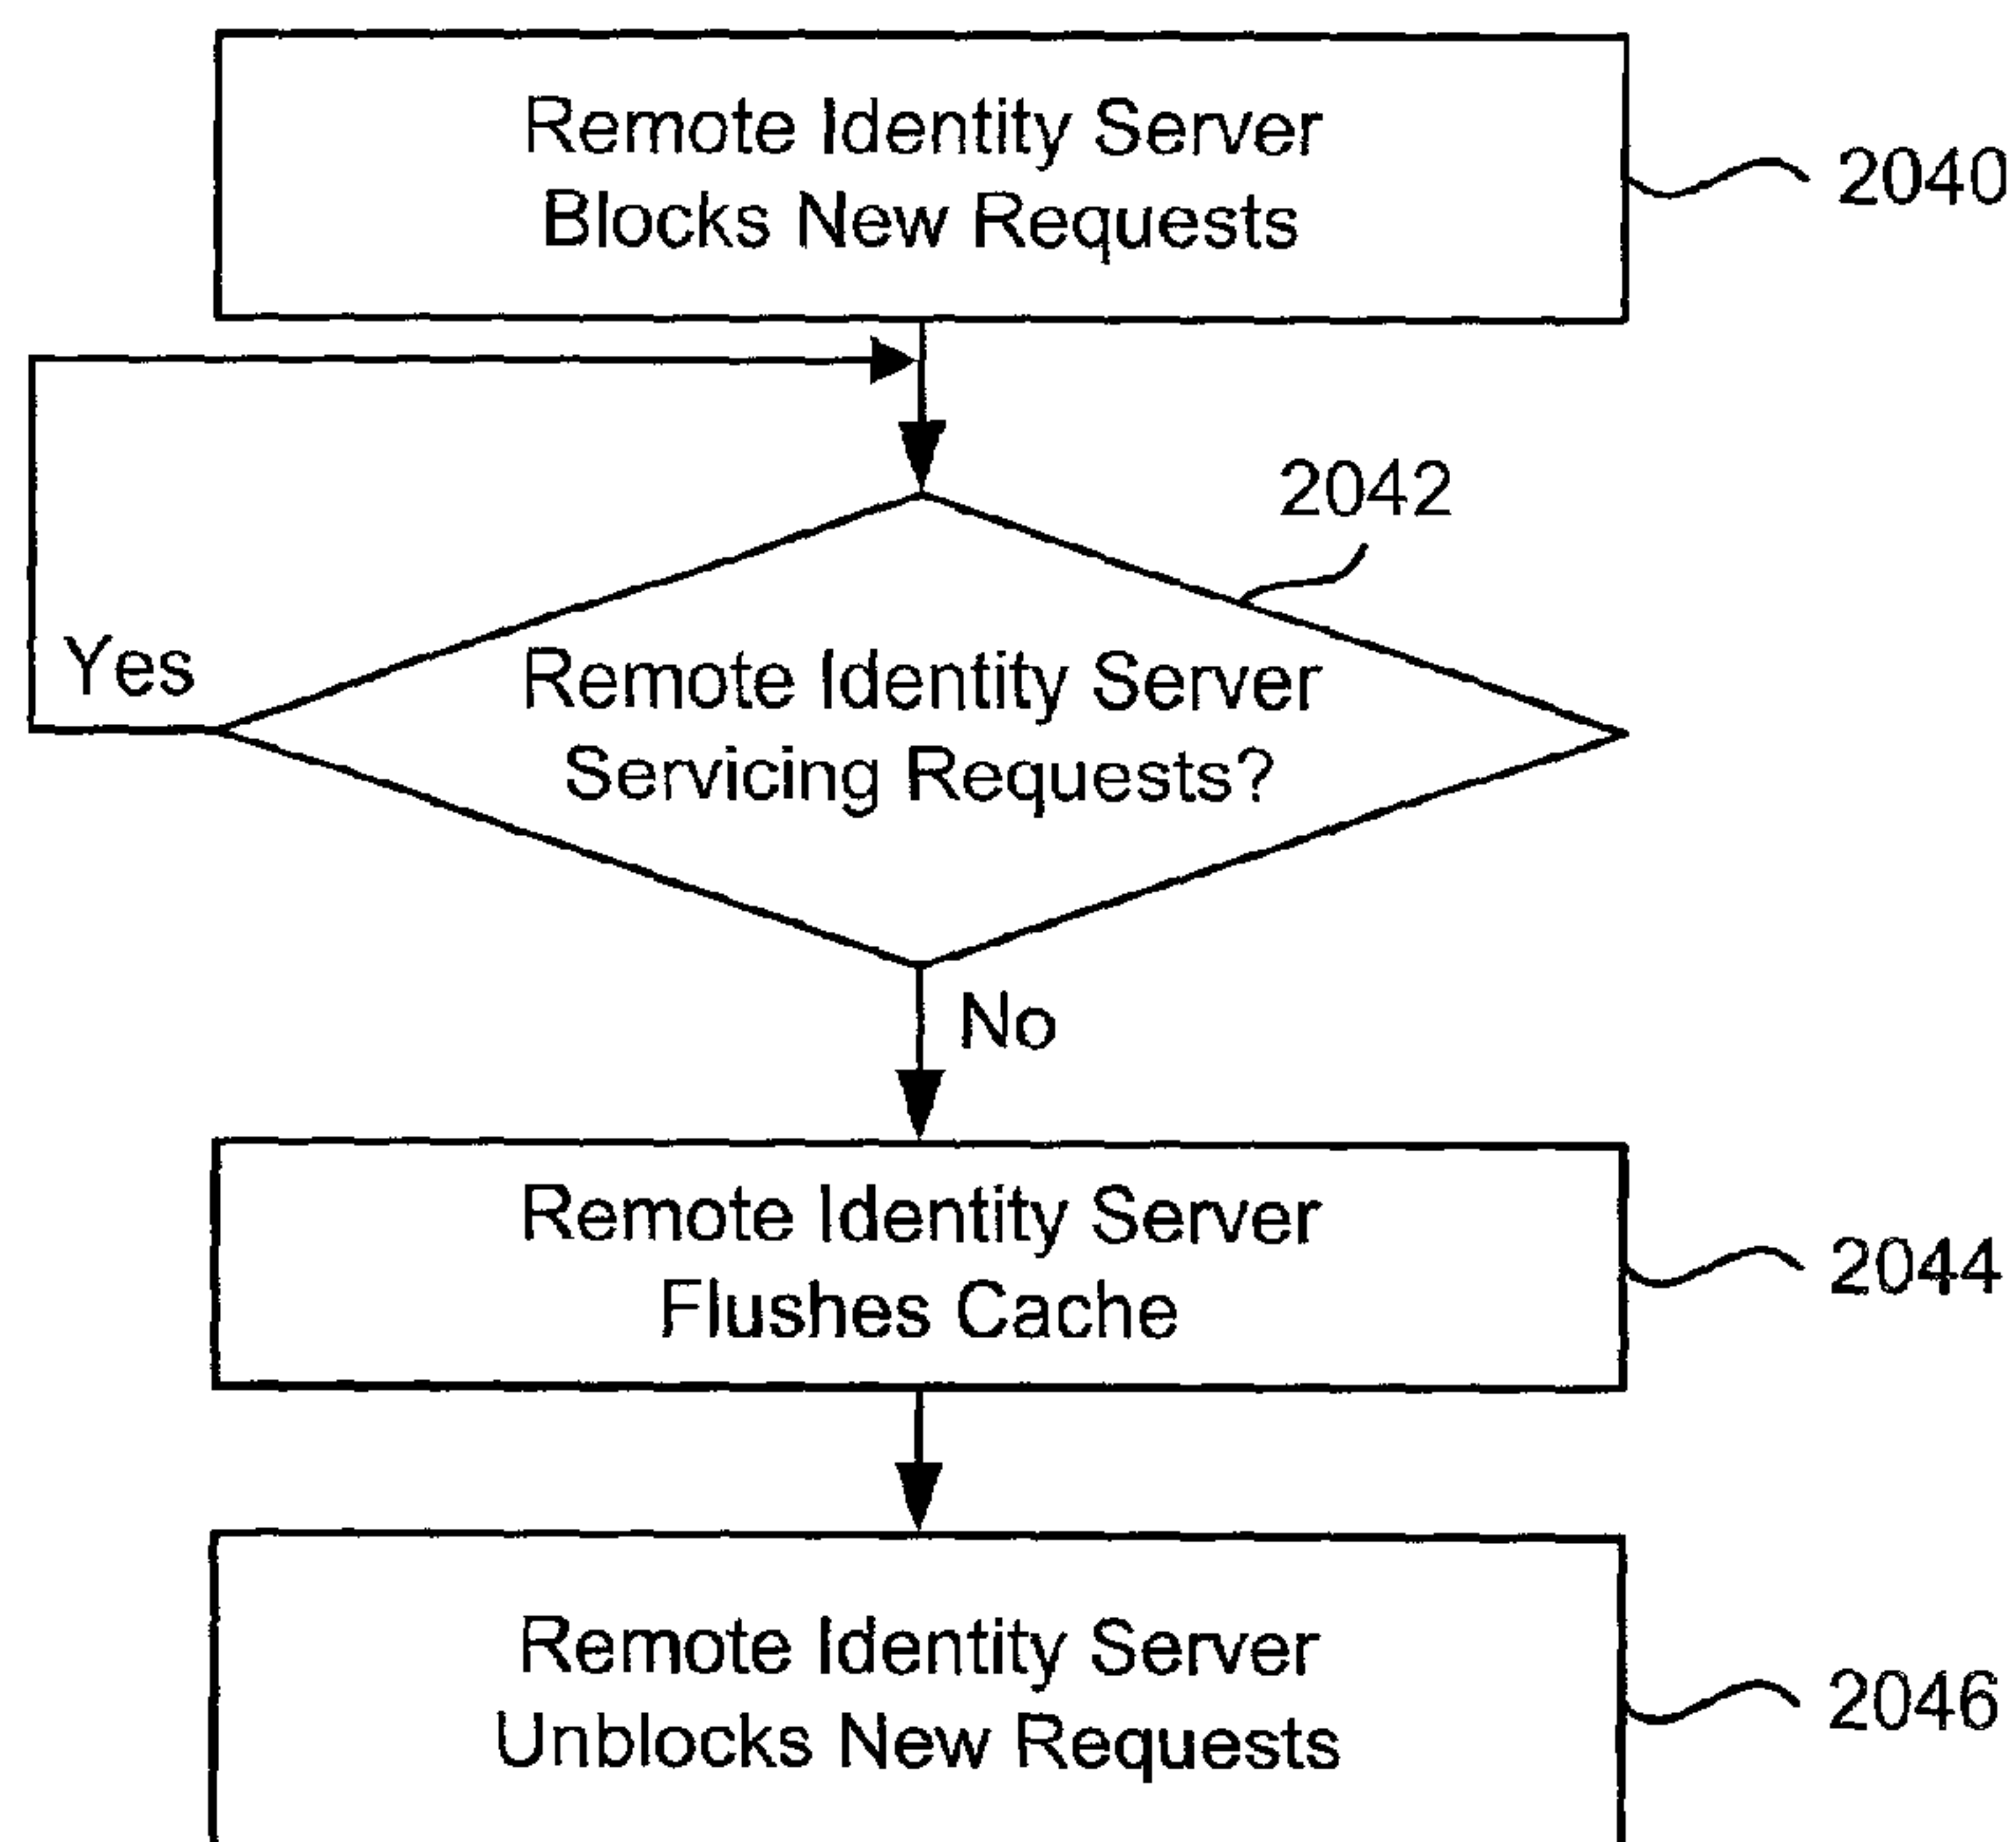 Remote Identity Server
Blocks New Requests
2040
2042
Yes
Remote Identity Server
Servicing Requests?
No
Remote Identity Server
Flushes Cache
2044
Remote Identity Server
Unblocks New Requests
2046